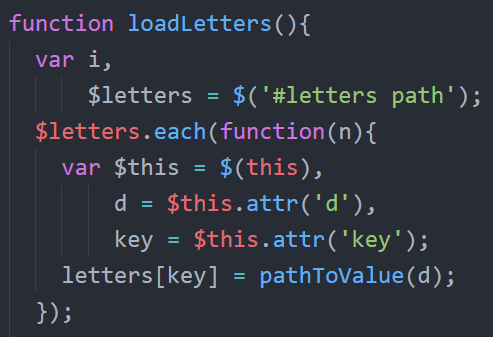 function loadLetters(){
  var i,
      $letters = $('#letters path');
  $letters.each(function(n){
    var $this = $(this),
        d = $this.attr('d'),
        key = $this.attr('key');
    letters[key] = pathToValue(d);
  });